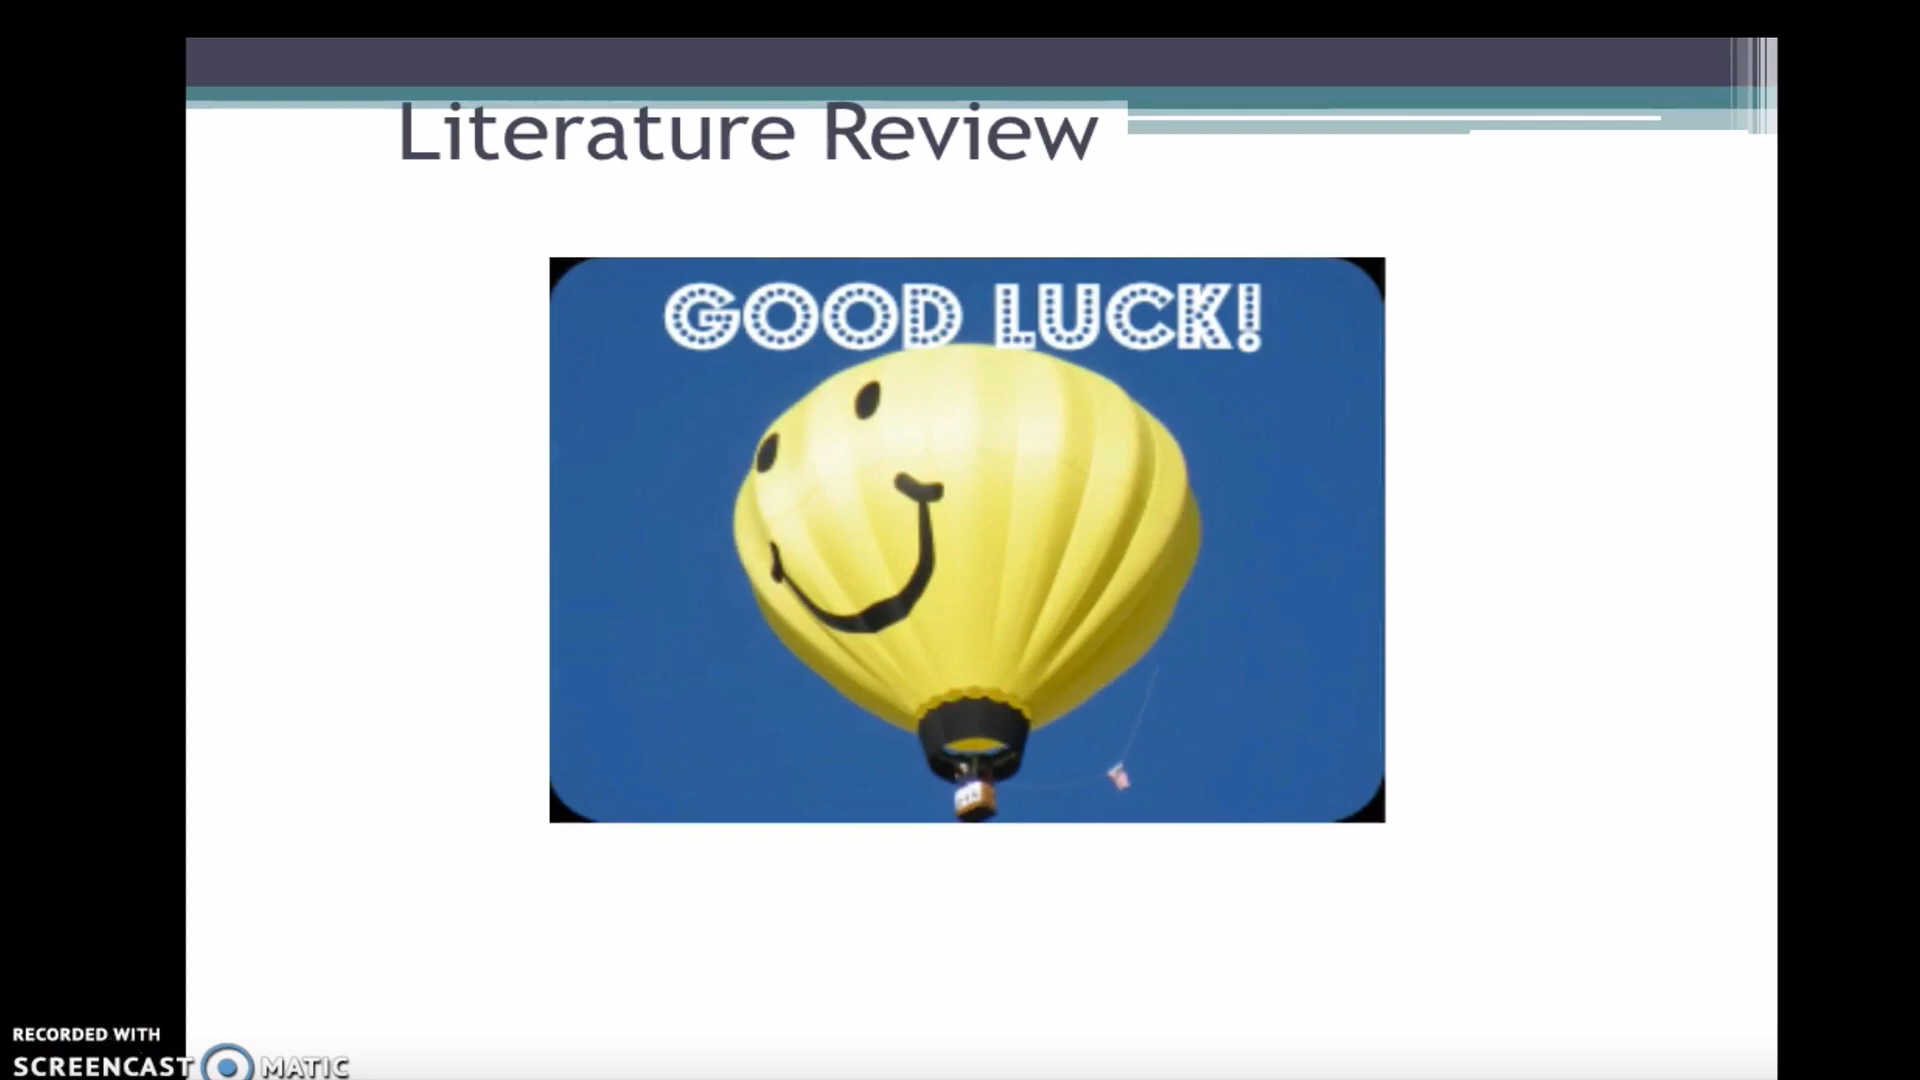 Literature Review
GOOD LUCK!
RECORDED WITH
SCREENCAST MATIC